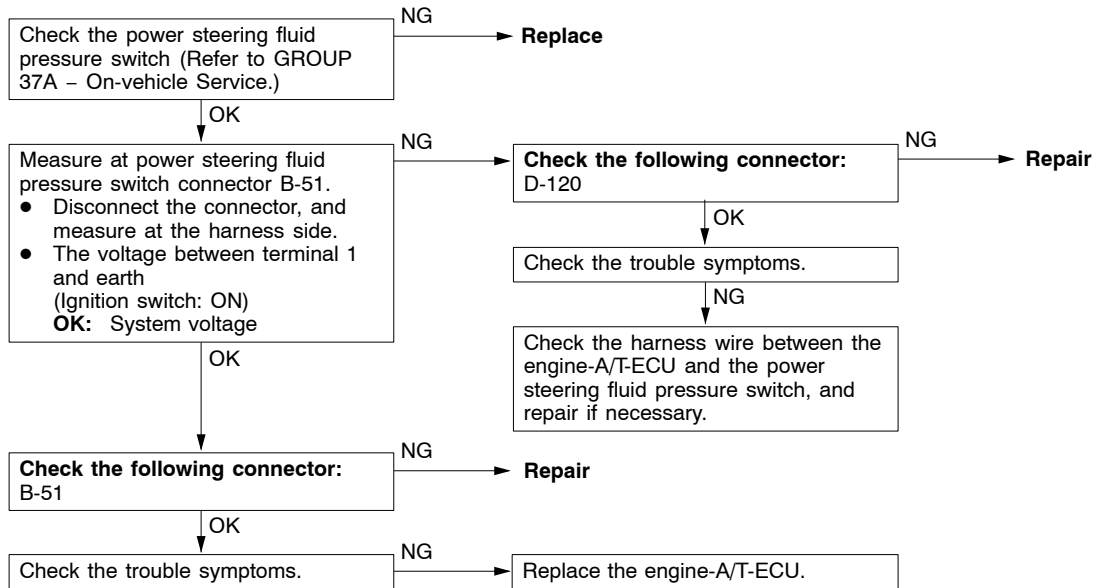 Check the power steering fluid
pressure switch (Refer to GROUP
37A – On-vehicle Service.)
NG
Replace
OK
Measure at power steering fluid
pressure switch connector B-51.
● Disconnect the connector, and
measure at the harness side.
● The voltage between terminal 1
and earth
(Ignition switch: ON)
OK: System voltage
NG
Check the following connector:
D-120
NG
Repair
OK
Check the trouble symptoms.
NG
Check the harness wire between the
engine-A/T-ECU and the power
steering fluid pressure switch, and
repair if necessary.
OK
Check the following connector:
B-51
NG
Repair
OK
Check the trouble symptoms.
NG
Replace the engine-A/T-ECU.